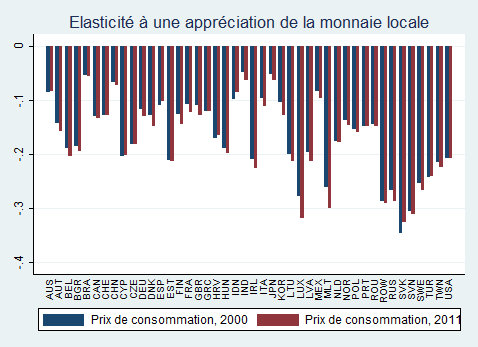 Elasticité à une appréciation de la monnaie locale
0
-.1
-.2
-.3
-.4
AUS AUT BEL BGR BRA CAN CHE CHN CYP CZE DEU DNK ESP EST FIN FRA GBR GRC HRV HUN IDN IND IRL ITA JPN KOR LTU LUX LVA MEX MLT NLD NOR POL PRT ROU ROW RUS SVK SVN SWE TUR TWN USA
Prix de consommation, 2000 Prix de consommation, 2011